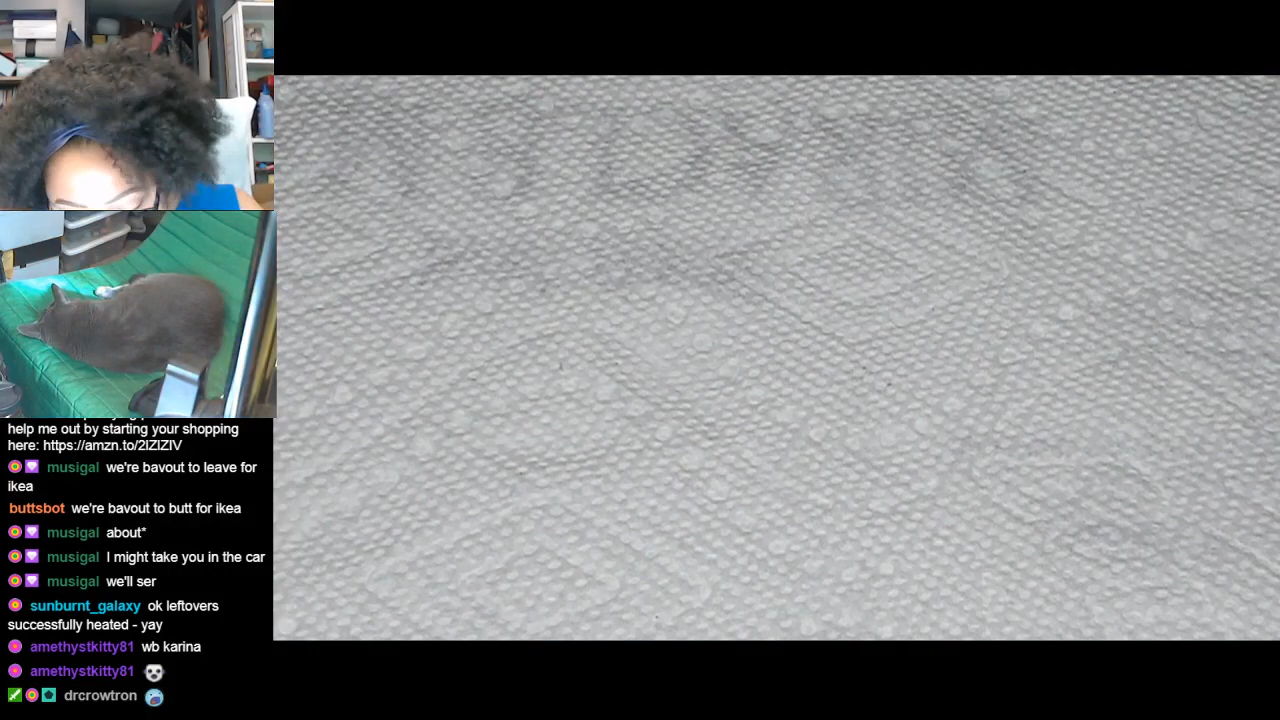 help me out by starting your shopping
here: https://amzn.to/2IZIZIV
musigal we're bavout to leave for
ikea
buttsbot we're bavout to butt for ikea
musigal about*
musigal I might take you in the car
musigal we'll ser
sunburnt_galaxy ok leftovers
successfully heated - yay
amethystkitty81 wb karina
amethystkitty81
drcrowtron